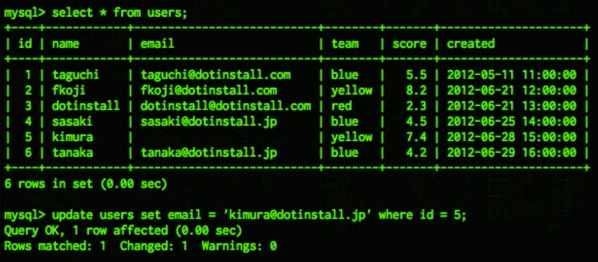 mysql> select * from users;
+----+------------+------------------------+--------+-------+---------------------+
| id | name       | email                  | team   | score | created             |
+----+------------+------------------------+--------+-------+---------------------+
|  1 | taguchi    | taguchi@dotinstall.com | blue   |   5.5 | 2012-05-11 11:00:00 |
|  2 | fkoji      | fkoji@dotinstall.com   | yellow |   8.2 | 2012-06-21 12:00:00 |
|  3 | dotinstall | dotinstall@dotinstall.com | red    |   2.3 | 2012-06-21 13:00:00 |
|  4 | sasaki     | sasaki@dotinstall.jp   | blue   |   4.5 | 2012-06-25 14:00:00 |
|  5 | kimura     |                        | yellow |   7.4 | 2012-06-28 15:00:00 |
|  6 | tanaka     | tanaka@dotinstall.jp   | blue   |   4.2 | 2012-06-29 16:00:00 |
+----+------------+------------------------+--------+-------+---------------------+
6 rows in set (0.00 sec)
mysql> update users set email = 'kimura@dotinstall.jp' where id = 5;
Query OK, 1 row affected (0.00 sec)
Rows matched: 1  Changed: 1  Warnings: 0